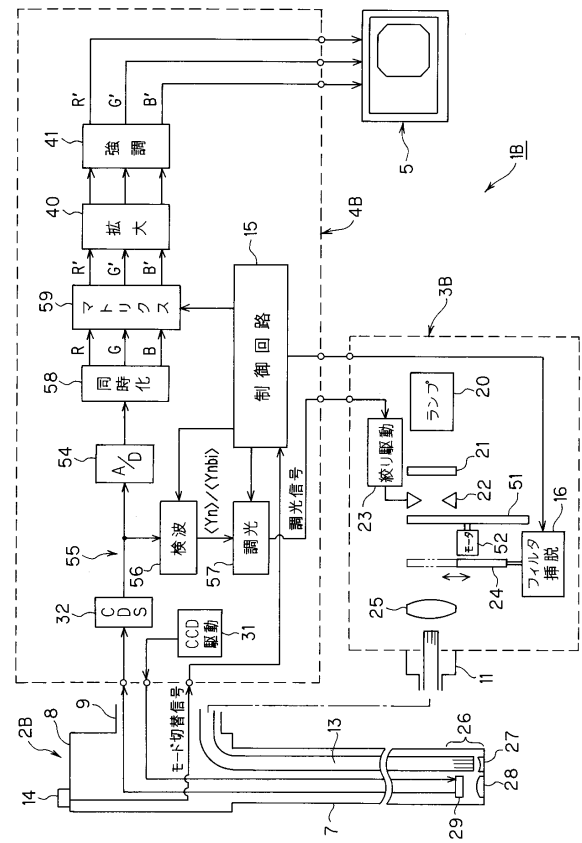 1B
2B
14
8
9
7
13
26
27
28
29
モード切替信号
11
4B
55
32
CDS
54
A/D
58
同時化
R
G
B
59
マトリクス
R'
G'
B'
40
拡大
41
強調
R'
G'
B'
5
31
CCD駆動
56
検波
〈Yn〉/〈Ynbi〉
57
調光
調光信号
15
制御回路
3B
ランプ
20
21
22
絞り駆動
23
51
モータ
52
24
25
16
フィルタ挿脱